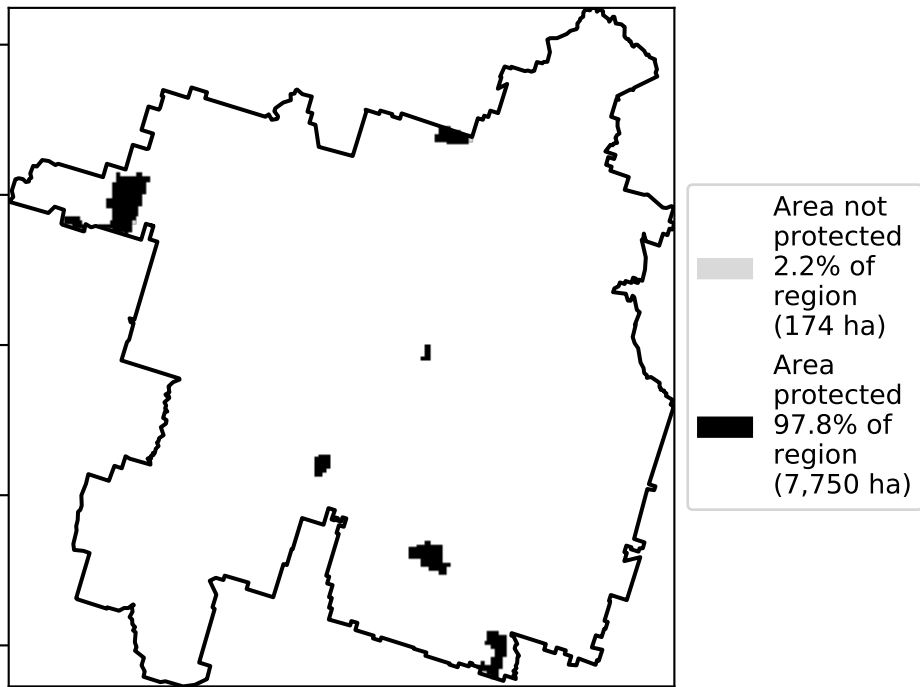 Area not
protected
2.2% of
region
(174 ha)
Area
protected
97.8% of
region
(7,750 ha)